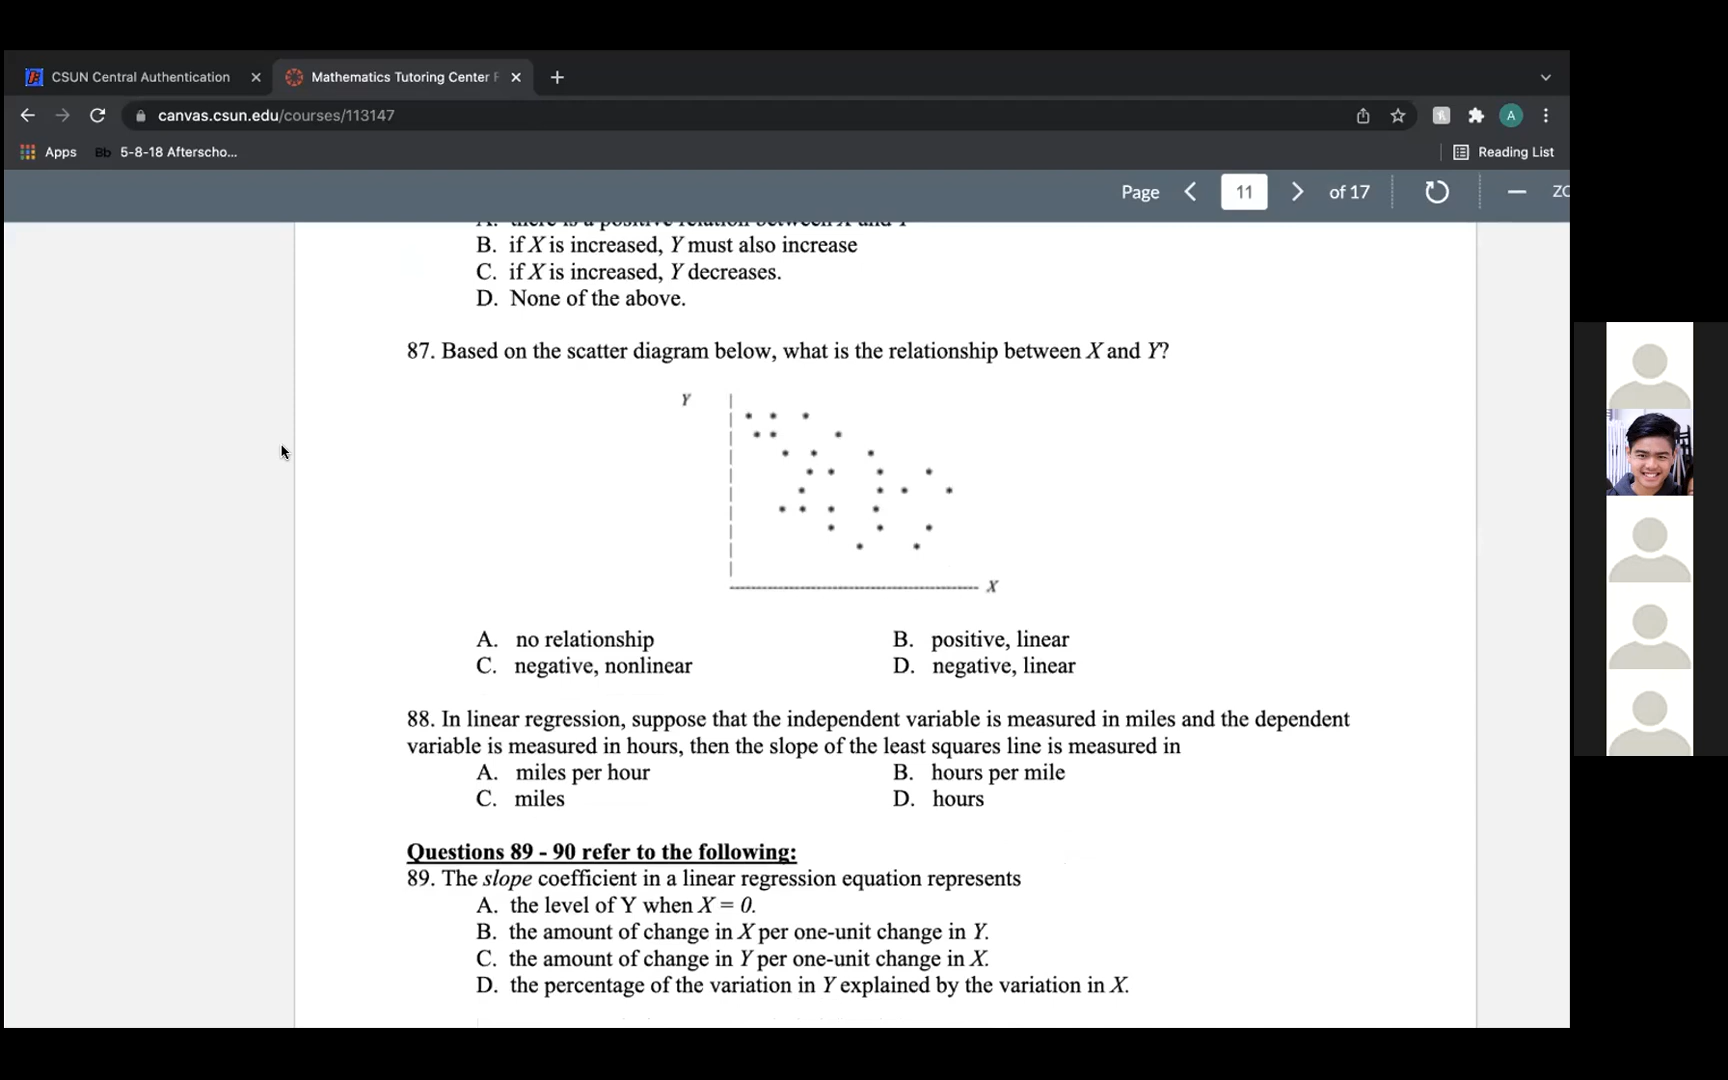 CSUN Central Authentication
Mathematics Tutoring Center F
canvas.csun.edu/courses/113147
A
Apps
Bb 5-8-18 Afterscho...
Reading List
Page 11 of 17
A. there is a positive relation between X and Y
B. if X is increased, Y must also increase
C. if X is increased, Y decreases.
D. None of the above.
87. Based on the scatter diagram below, what is the relationship between X and Y?
Y
X
A. no relationship
B. positive, linear
C. negative, nonlinear
D. negative, linear
88. In linear regression, suppose that the independent variable is measured in miles and the dependent
variable is measured in hours, then the slope of the least squares line is measured in
A. miles per hour
B. hours per mile
C. miles
D. hours
Questions 89 - 90 refer to the following:
89. The slope coefficient in a linear regression equation represents
A. the level of Y when X = 0.
B. the amount of change in X per one-unit change in Y.
C. the amount of change in Y per one-unit change in X.
D. the percentage of the variation in Y explained by the variation in X.